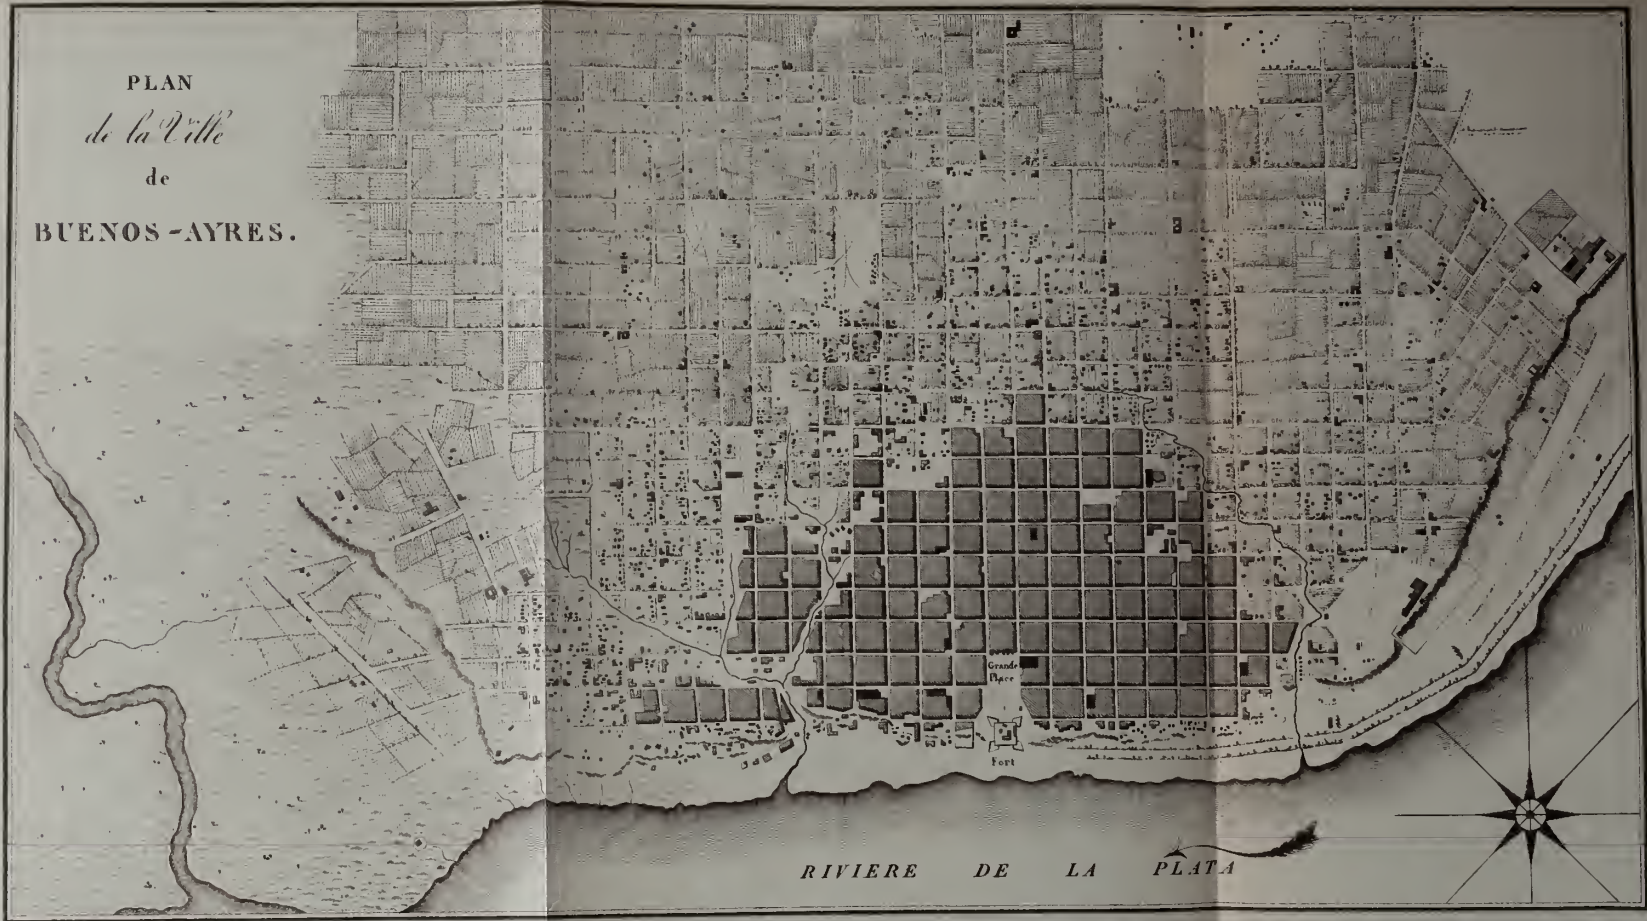 PLAN
de la Ville
de
BUENOS-AYRES.
Grande
Place
Fort
RIVIERE DE LA PLATA